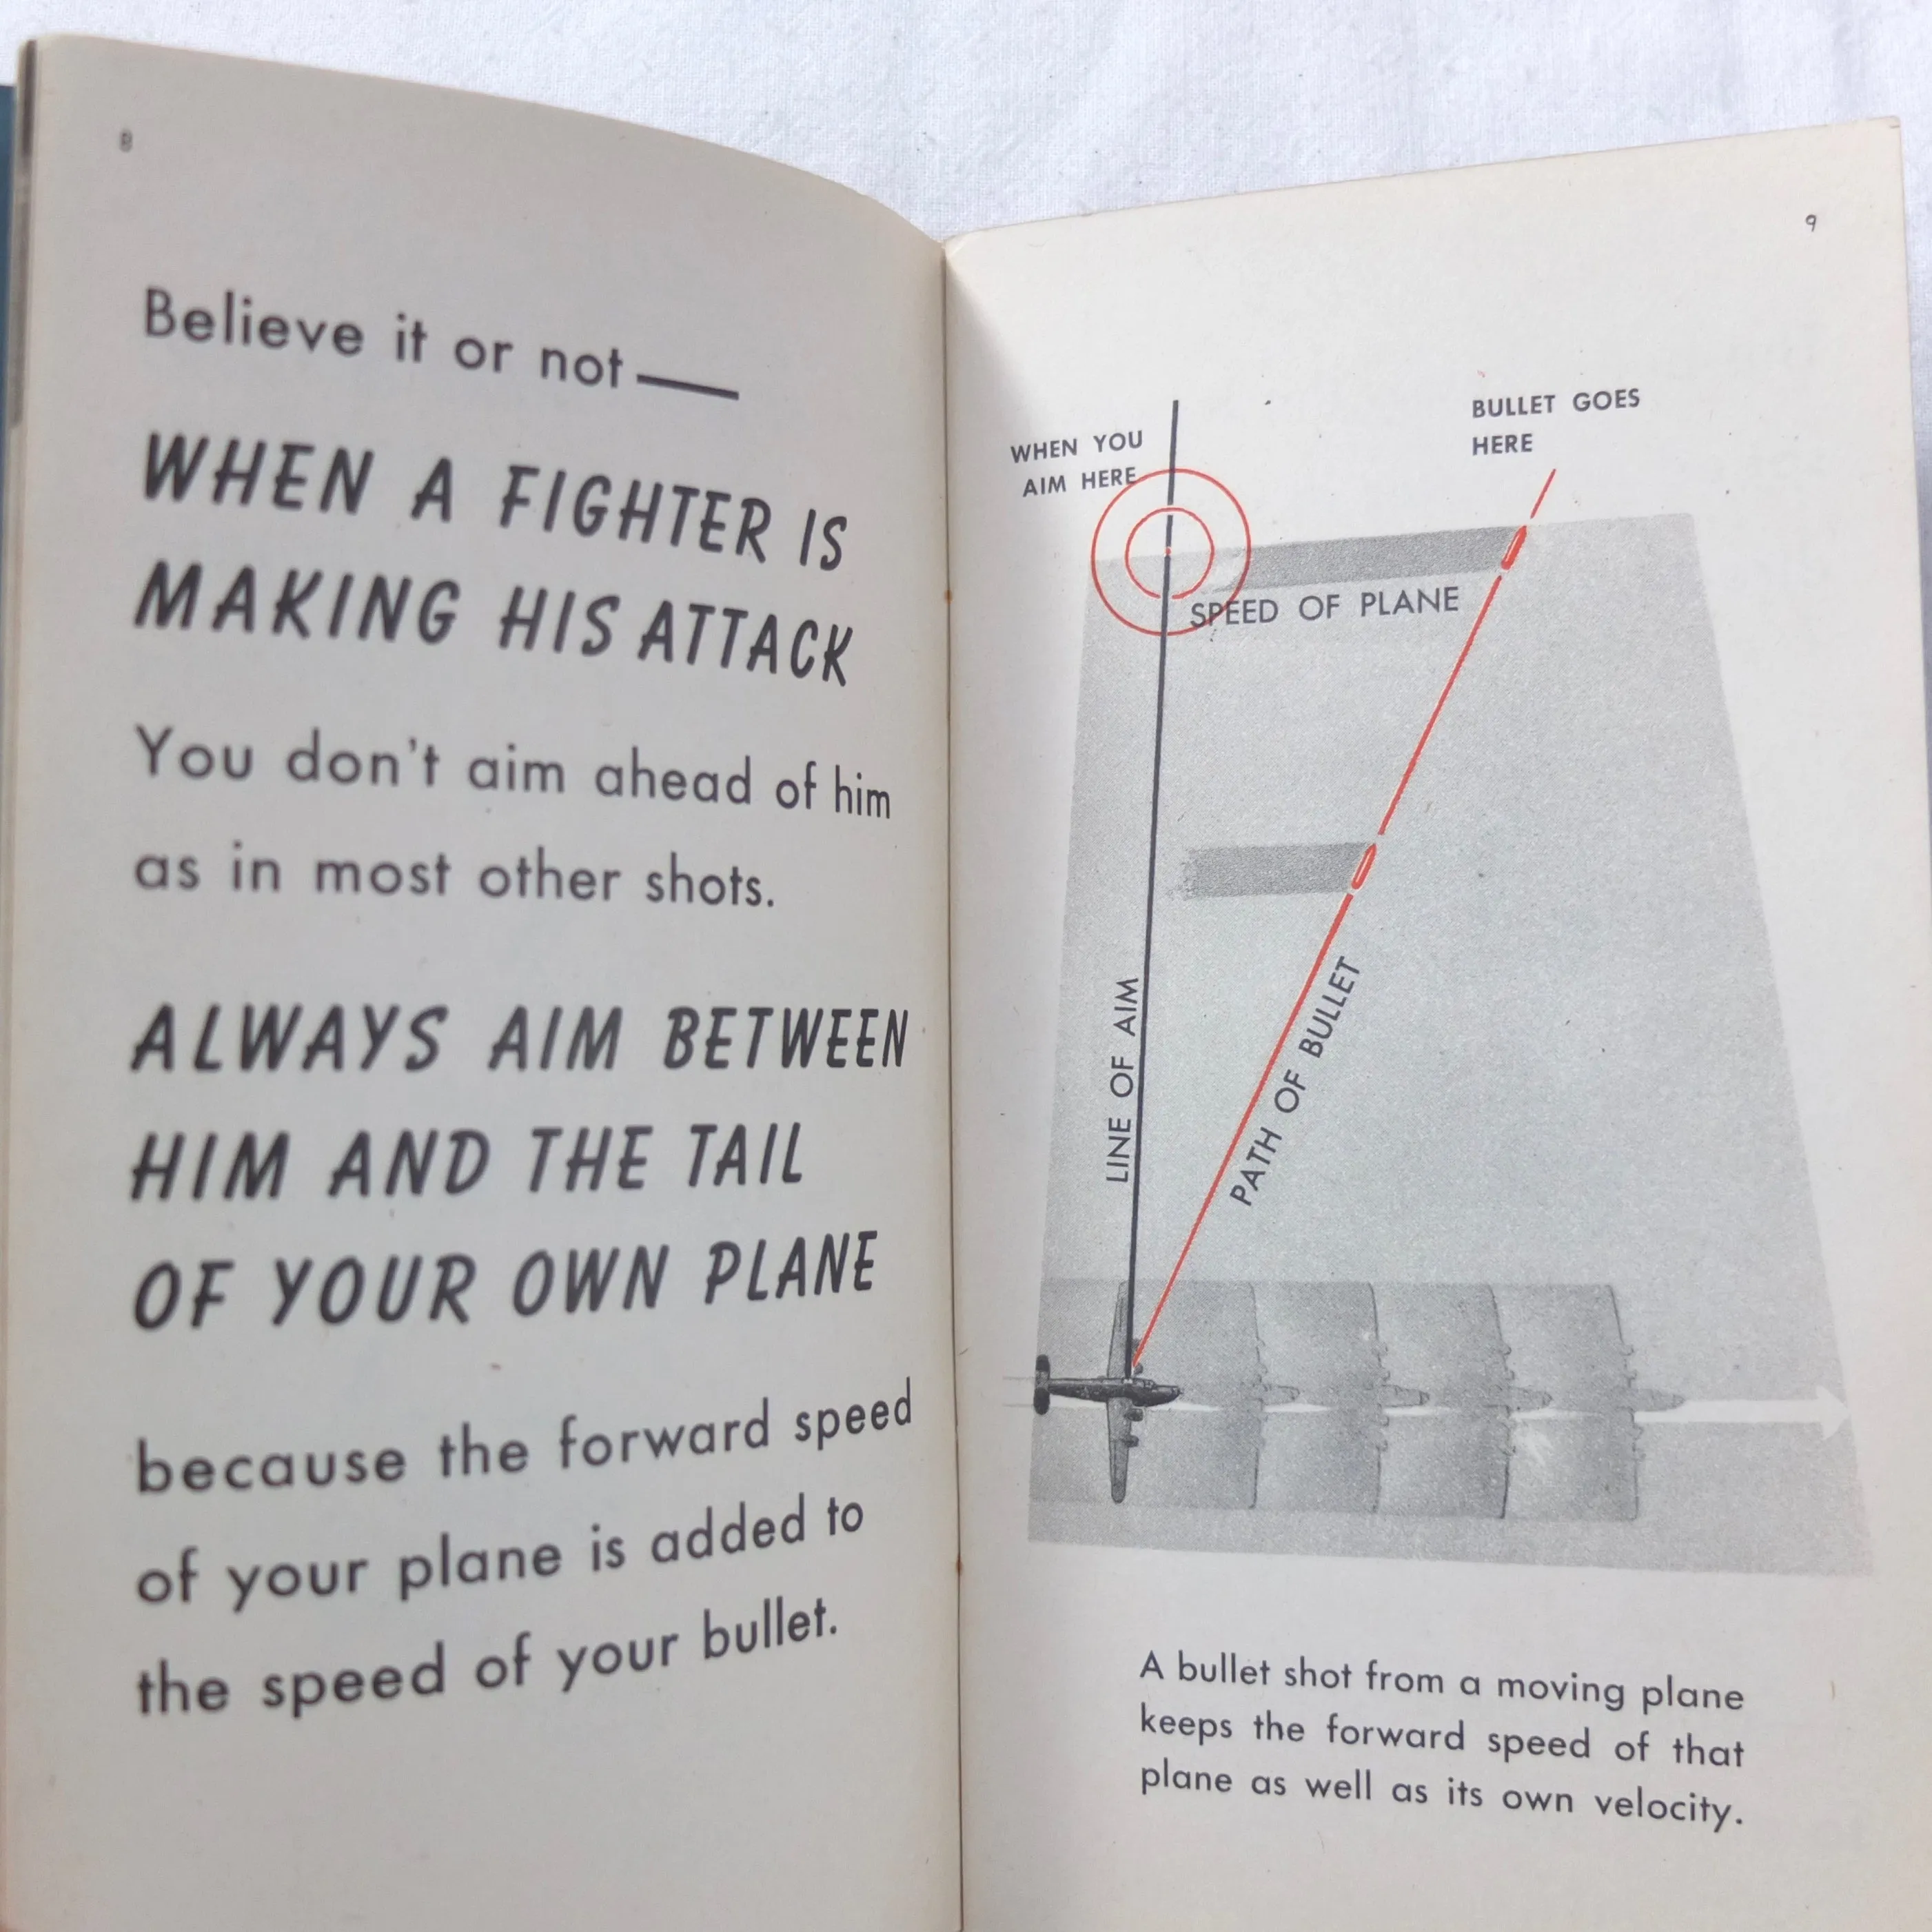 8
Believe it or not—
WHEN A FIGHTER IS
MAKING HIS ATTACK
You don't aim ahead of him
as in most other shots.
ALWAYS AIM BETWEEN
HIM AND THE TAIL
OF YOUR OWN PLANE
because the forward speed
of your plane is added to
the speed of your bullet.
9
WHEN YOU
AIM HERE
BULLET GOES
HERE
SPEED OF PLANE
LINE OF AIM
PATH OF BULLET
A bullet shot from a moving plane
keeps the forward speed of that
plane as well as its own velocity.